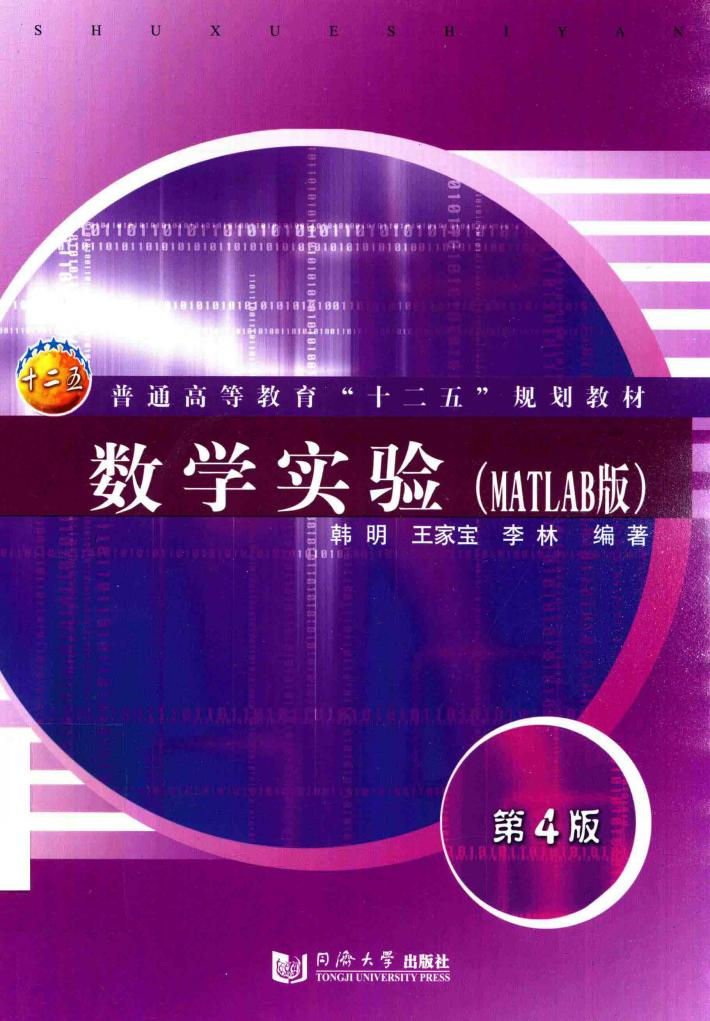 SHUXUESHIYAN
十二五
普通高等教育“十二五”规划教材
数学实验(MATLAB版)
韩明 王家宝 李林 编著
第4版
同济大学出版社
TONGJI UNIVERSITY PRESS